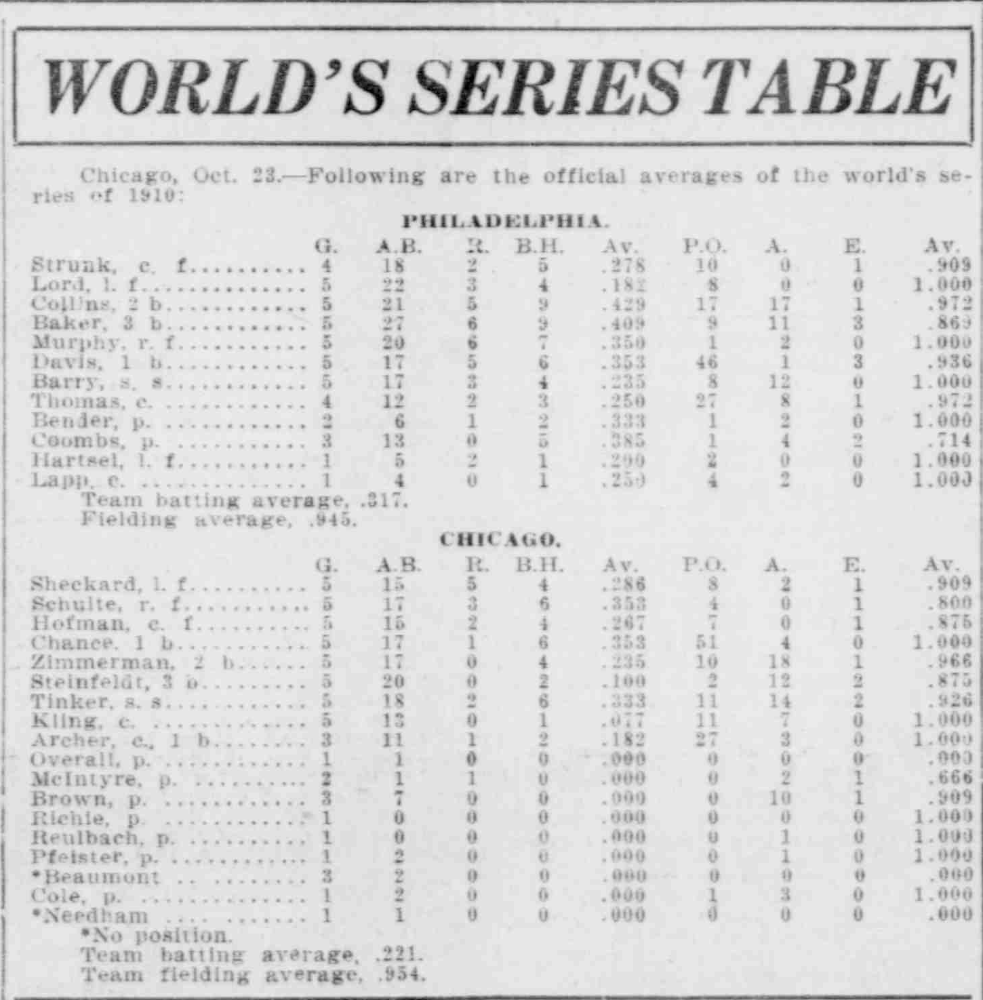 WORLD'S SERIES TABLE
Chicago, Oct. 23.—Following are the official averages of the world's se-
ries of 1910:
PHILADELPHIA.
G. A.B. R. B.H. Av. P.O. A. E. Av.
Strunk, c. f.......... 4 18 2 5 .278 10 0 1 .909
Lord, l. f............... 5 22 3 4 .182 8 0 0 1.000
Collins, 2 b............. 5 21 5 9 .429 17 17 1 .972
Baker, 3 b............. 5 27 6 9 .409 9 11 3 .869
Murphy, r. f............ 5 20 6 7 .350 1 2 0 1.000
Davis, 1 b............. 5 17 5 6 .353 46 1 3 .936
Barry, s. s............. 5 17 3 4 .235 8 12 0 1.000
Thomas, c. ............. 4 12 2 3 .250 27 8 1 .972
Bender, p. ............. 2 6 1 2 .333 1 2 0 1.000
Coombs, p. ............ 3 13 0 5 .385 1 4 2 .714
Hartsel, l. f............ 1 5 2 1 .200 2 0 0 1.000
Lapp, c. ............... 1 4 0 1 .250 4 2 0 1.000
Team batting average, .317.
Fielding average, .945.
CHICAGO.
G. A.B. R. B.H. Av. P.O. A. E. Av.
Sheckard, l. f........... 5 15 5 4 .286 8 2 1 .909
Schulte, r. f............ 5 17 3 6 .353 4 0 1 .800
Hofman, c. f........... 5 15 2 4 .267 7 0 1 .875
Chance, 1 b............ 5 17 1 6 .353 51 4 0 1.000
Zimmerman, 2 b...... 5 17 0 4 .235 10 18 1 .966
Steinfeldt, 3 b.......... 5 20 0 2 .100 2 12 2 .875
Tinker, s. s............. 5 18 2 6 .333 11 14 2 .926
Kling, c. .............. 5 13 0 1 .077 11 7 0 1.000
Archer, c., 1 b........ 3 11 1 2 .182 27 3 0 1.000
Overall, p. ............. 1 1 0 0 .000 0 0 0 .000
McIntyre, p. .......... 2 1 1 0 .000 0 2 1 .666
Brown, p. ............. 3 7 0 0 .000 0 10 1 .909
Richie, p. ............. 1 0 0 0 .000 0 0 0 1.000
Reulbach, p. .......... 1 0 0 0 .000 0 1 0 1.000
Pfeister, p. ............ 1 2 0 0 .000 0 1 0 1.000
*Beaumont .. ......... 3 2 0 0 .000 0 0 0 .000
Cole, p. ............... 1 2 0 0 .000 1 3 0 1.000
*Needham .... ....... 1 1 0 0 .000 0 0 0 .000
*No position.
Team batting average, .221.
Team fielding average, .954.